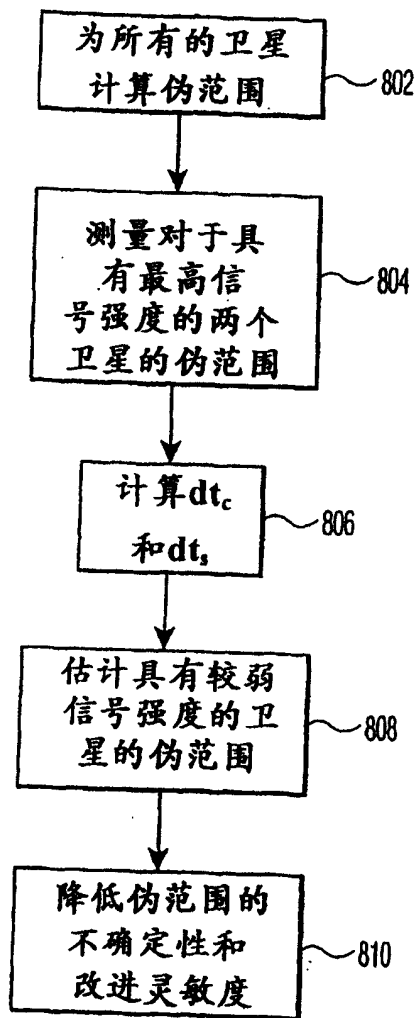 为所有的卫星
计算伪范围
802
测量对于具
有最高信
号强度的两个
卫星的伪范围
804
计算dtc
和dts
806
估计具有较弱
信号强度的卫
星的伪范围
808
降低伪范围的
不确定性和
改进灵敏度
810